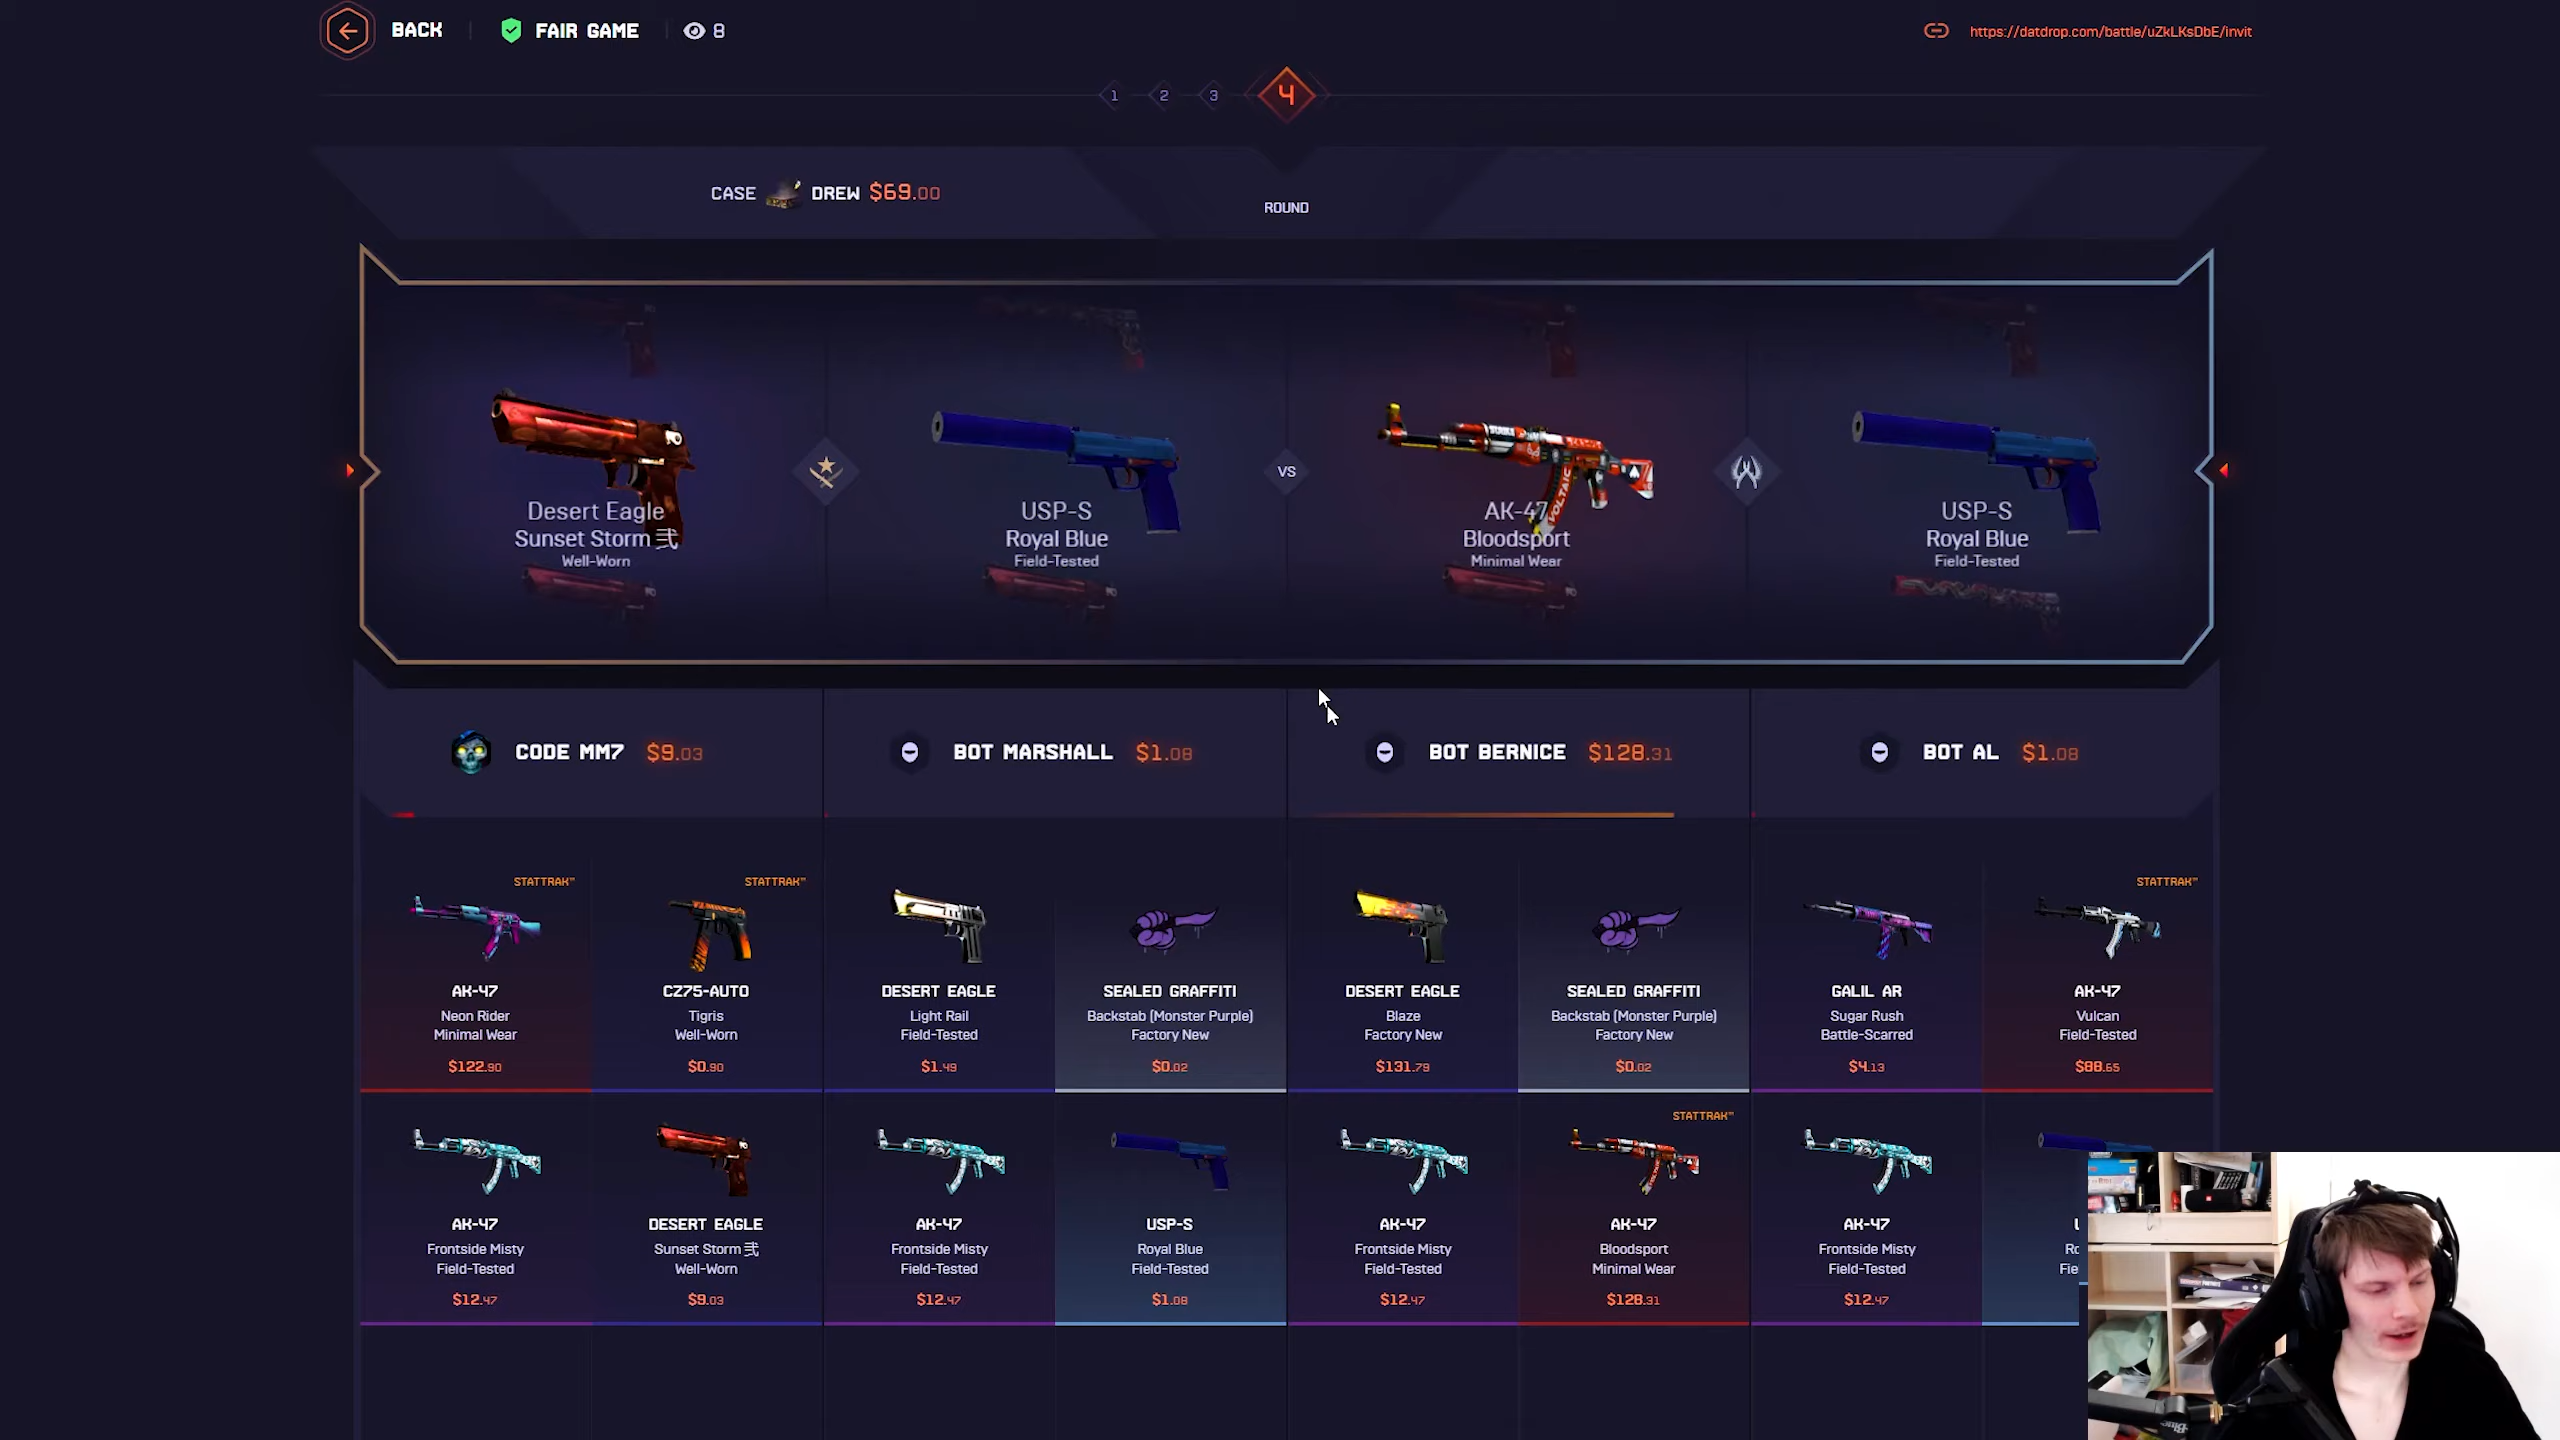 BACK
FAIR GAME
8
https://datdrop.com/battle/uZkLKsDbE/invit
1
2
3
4
CASE DREW $69.00
ROUND
Desert Eagle
Sunset Storm 弐
Well-Worn
USP-S
Royal Blue
Field-Tested
VS
AK-47
Bloodsport
Minimal Wear
USP-S
Royal Blue
Field-Tested
CODE MM7 $9.03
BOT MARSHALL $1.08
BOT BERNICE $128.31
BOT AL $1.08
STATTRAK™
AK-47
Neon Rider
Minimal Wear
$122.90
STATTRAK™
CZ75-AUTO
Tigris
Well-Worn
$0.90
DESERT EAGLE
Light Rail
Field-Tested
$1.49
SEALED GRAFFITI
Backstab (Monster Purple)
Factory New
$0.02
DESERT EAGLE
Blaze
Factory New
$131.79
SEALED GRAFFITI
Backstab (Monster Purple)
Factory New
$0.02
GALIL AR
Sugar Rush
Battle-Scarred
$4.13
STATTRAK™
AK-47
Vulcan
Field-Tested
$88.65
AK-47
Frontside Misty
Field-Tested
$12.47
DESERT EAGLE
Sunset Storm 弐
Well-Worn
$9.03
AK-47
Frontside Misty
Field-Tested
$12.47
USP-S
Royal Blue
Field-Tested
$1.08
AK-47
Frontside Misty
Field-Tested
$12.47
STATTRAK™
AK-47
Bloodsport
Minimal Wear
$128.31
AK-47
Frontside Misty
Field-Tested
$12.47